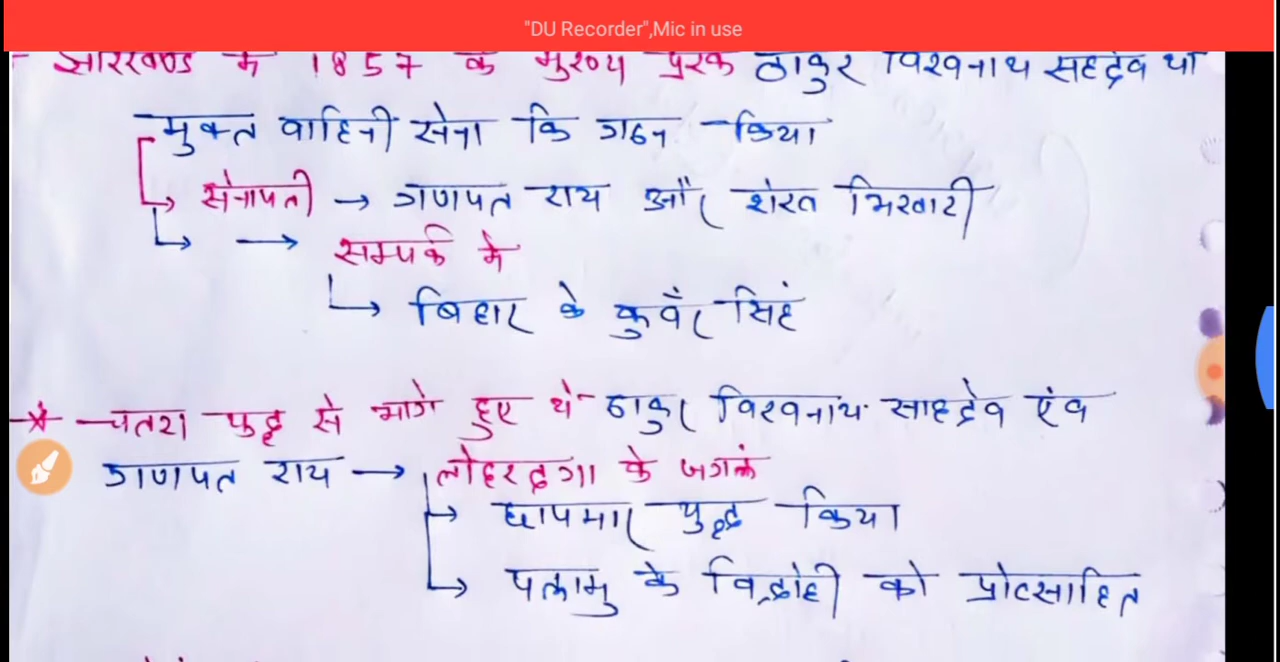 "DU Recorder",Mic in use
झारखण्ड के 1857 के मुख्य प्रेरक ठाकुर विश्वनाथ सहदेव था
मुक्त वाहिनी सेना कि गठन किया
सेनापती → गणपत राय और शेख भिखारी
→ सम्पर्क मे
बिहार के कुवँर सिहं
* चतरा युद्ध से भागे हुए थे ठाकुर विश्वनाथ साहदेव एंव
गणपत राय → लोहरदगा के जगलं
छापमार युद्ध किया
पलामु के विद्रोही को प्रोत्साहित